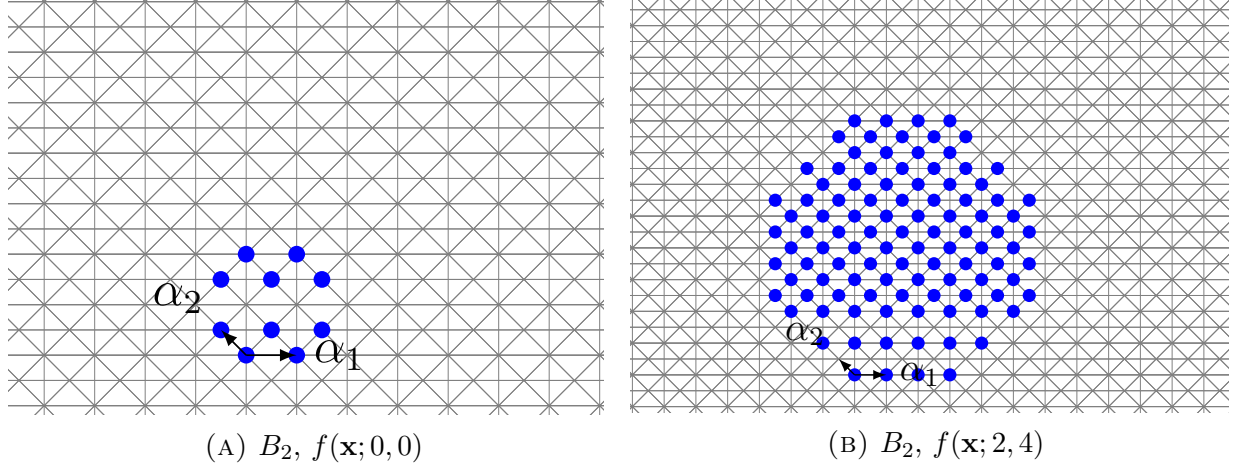 α₂
α₁
(A) B₂, f(x; 0, 0)
α₂
α₁
(B) B₂, f(x; 2, 4)